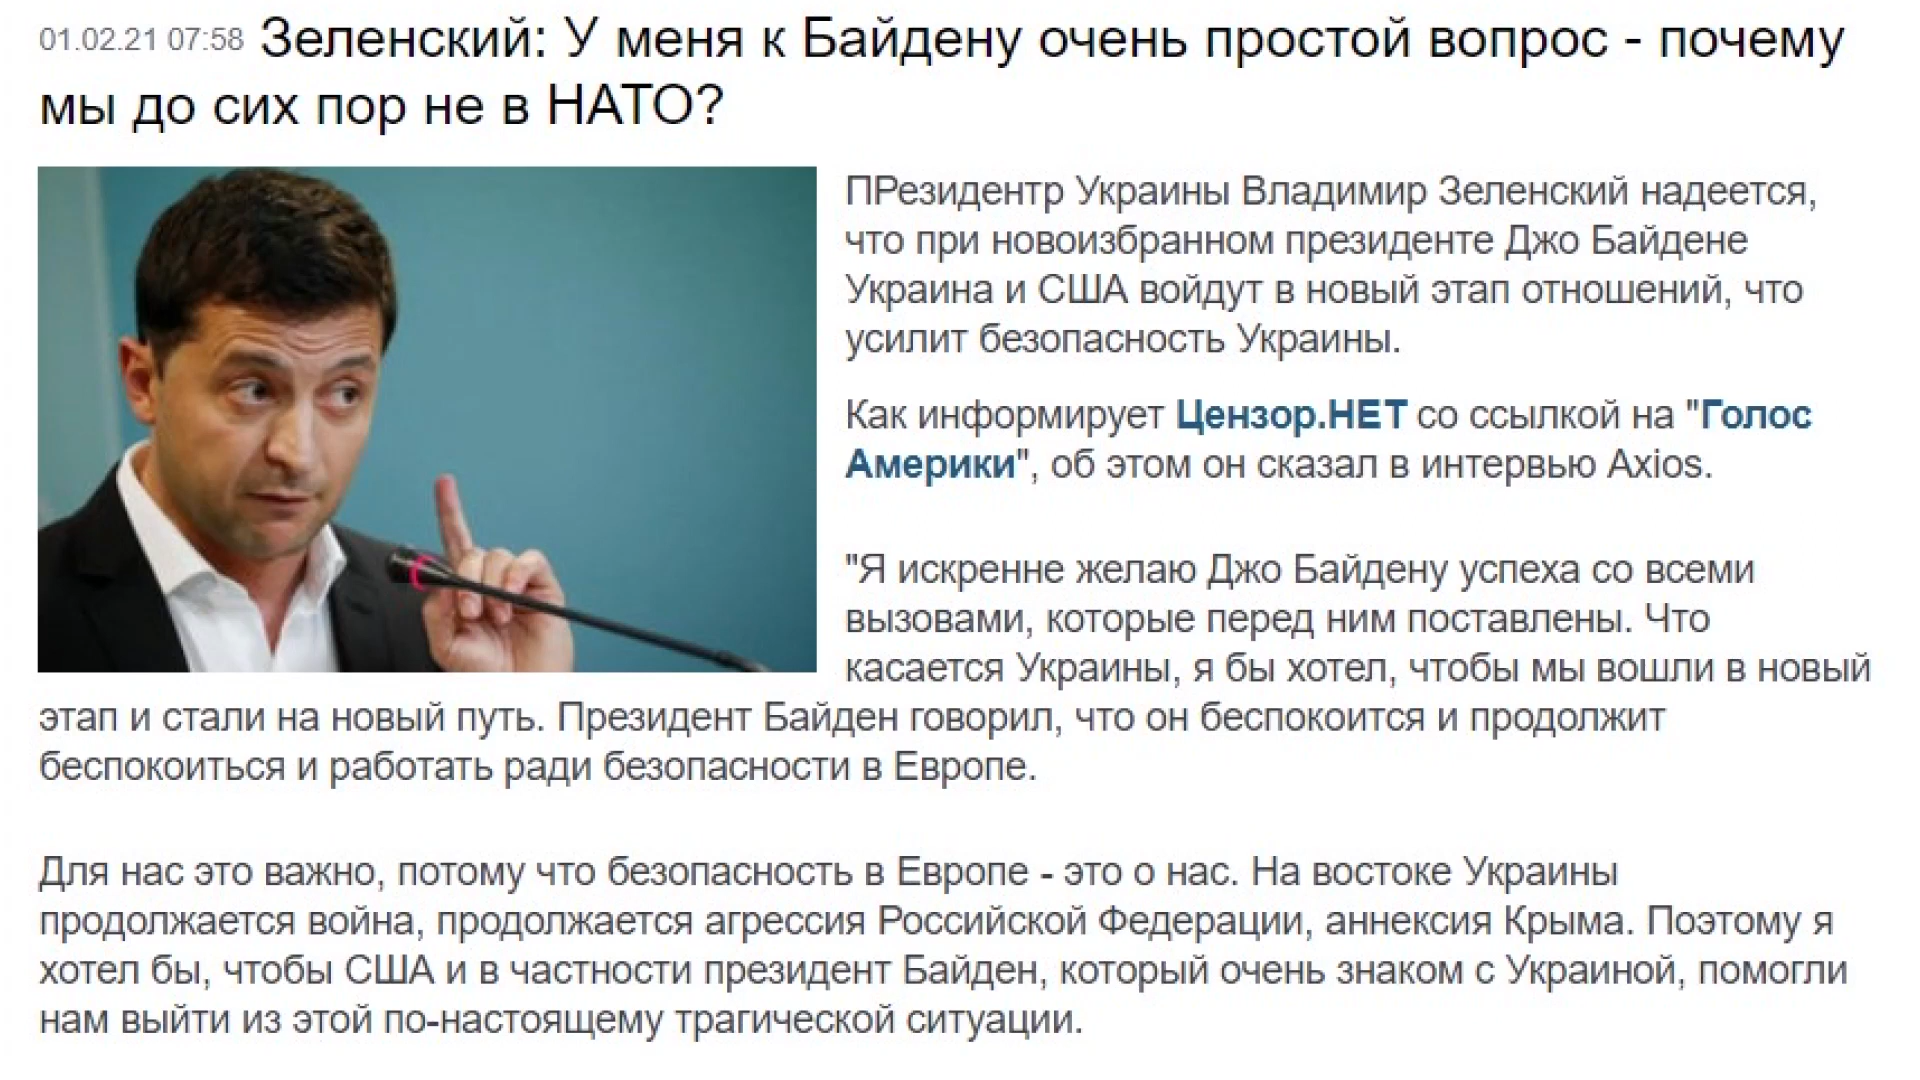 01.02.21 07:58 Зеленский: У меня к Байдену очень простой вопрос - почему
мы до сих пор не в НАТО?
ПРезидентр Украины Владимир Зеленский надеется,
что при новоизбранном президенте Джо Байдене
Украина и США войдут в новый этап отношений, что
усилит безопасность Украины.
Как информирует Цензор.НЕТ со ссылкой на "Голос
Америки", об этом он сказал в интервью Axios.
"Я искренне желаю Джо Байдену успеха со всеми
вызовами, которые перед ним поставлены. Что
касается Украины, я бы хотел, чтобы мы вошли в новый
этап и стали на новый путь. Президент Байден говорил, что он беспокоится и продолжит
беспокоиться и работать ради безопасности в Европе.
Для нас это важно, потому что безопасность в Европе - это о нас. На востоке Украины
продолжается война, продолжается агрессия Российской Федерации, аннексия Крыма. Поэтому я
хотел бы, чтобы США и в частности президент Байден, который очень знаком с Украиной, помогли
нам выйти из этой по-настоящему трагической ситуации.